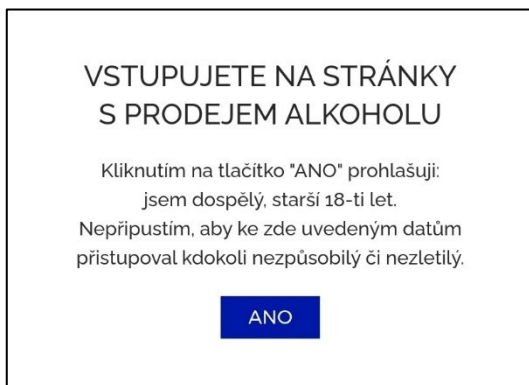 VSTUPUJETE NA STRÁNKY
S PRODEJEM ALKOHOLU
Kliknutím na tlačítko "ANO" prohlašuji:
jsem dospělý, starší 18-ti let.
Nepřipustím, aby ke zde uvedeným datům
přistupoval kdokoli nezpůsobilý či nezletilý.
ANO